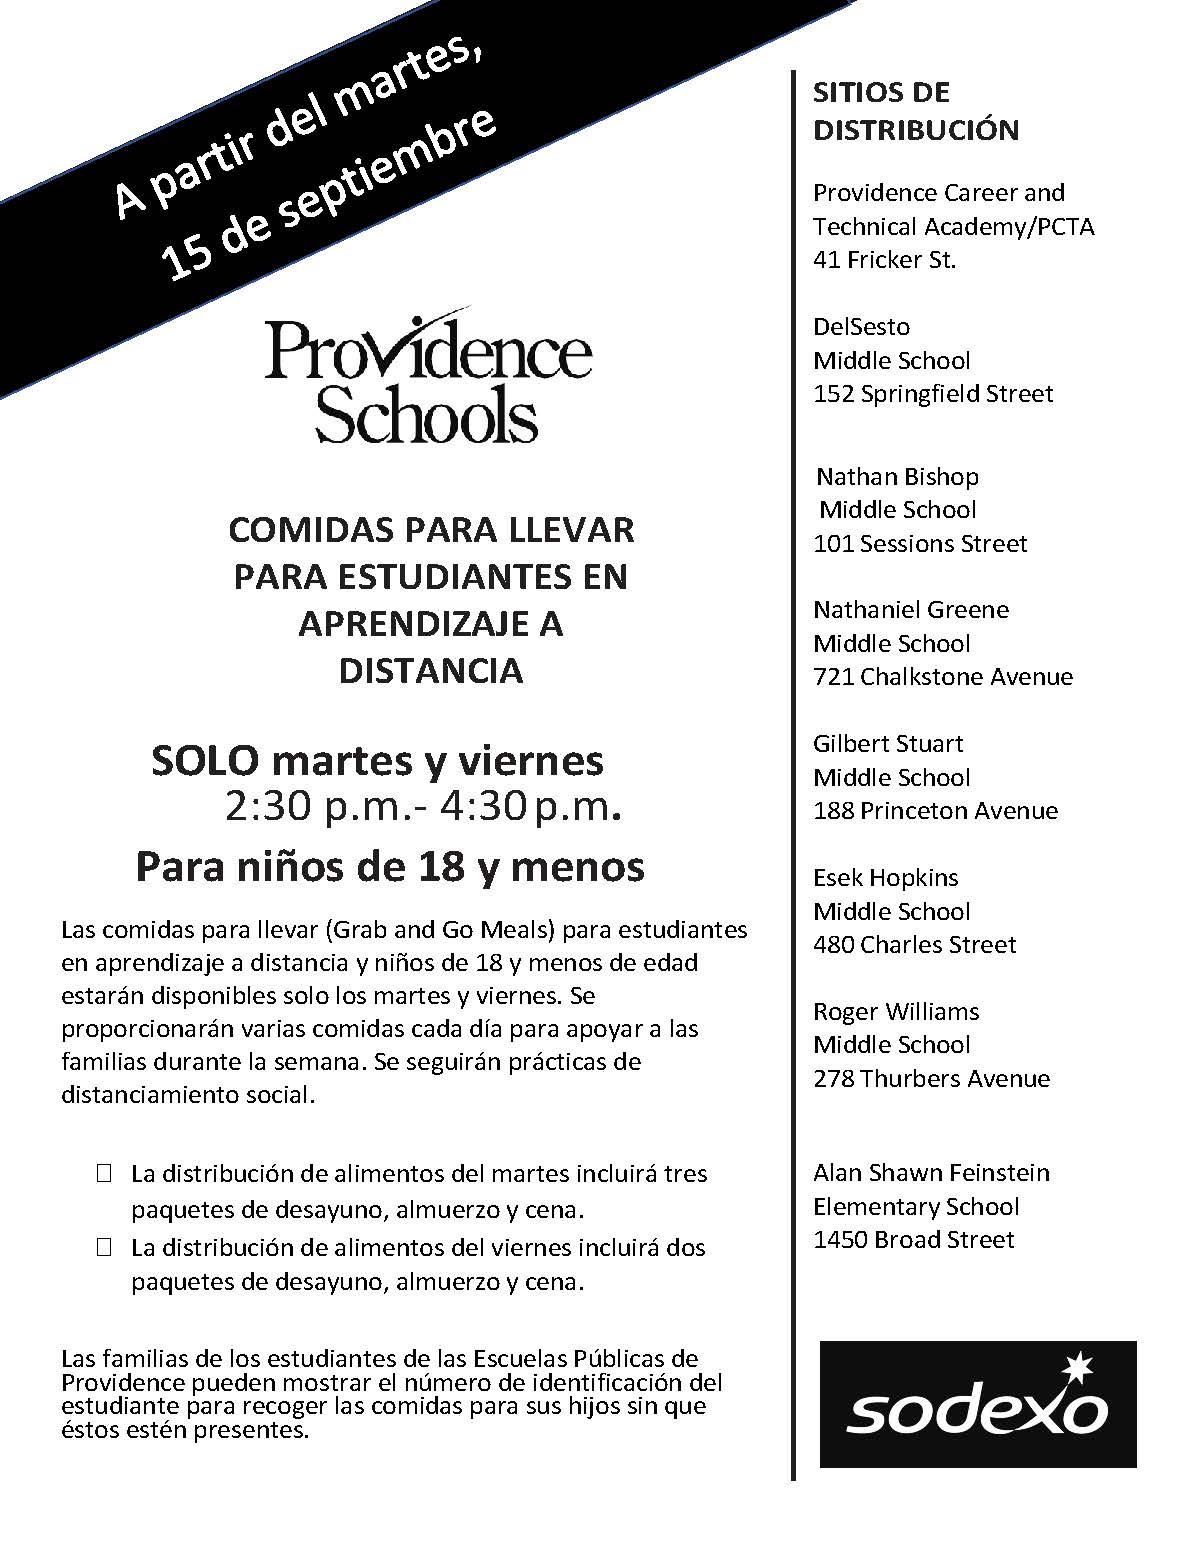 A partir del martes,
15 de septiembre
Providence
Schools
COMIDAS PARA LLEVAR
PARA ESTUDIANTES EN
APRENDIZAJE A
DISTANCIA
SOLO martes y viernes
2:30 p.m.- 4:30 p.m.
Para niños de 18 y menos
Las comidas para llevar (Grab and Go Meals) para estudiantes
en aprendizaje a distancia y niños de 18 y menos de edad
estarán disponibles solo los martes y viernes. Se
proporcionarán varias comidas cada día para apoyar a las
familias durante la semana. Se seguirán prácticas de
distanciamiento social.
La distribución de alimentos del martes incluirá tres
paquetes de desayuno, almuerzo y cena.
La distribución de alimentos del viernes incluirá dos
paquetes de desayuno, almuerzo y cena.
Las familias de los estudiantes de las Escuelas Públicas de
Providence pueden mostrar el número de identificación del
estudiante para recoger las comidas para sus hijos sin que
éstos estén presentes.
SITIOS DE
DISTRIBUCIÓN
Providence Career and
Technical Academy/PCTA
41 Fricker St.
DelSesto
Middle School
152 Springfield Street
Nathan Bishop
Middle School
101 Sessions Street
Nathaniel Greene
Middle School
721 Chalkstone Avenue
Gilbert Stuart
Middle School
188 Princeton Avenue
Esek Hopkins
Middle School
480 Charles Street
Roger Williams
Middle School
278 Thurbers Avenue
Alan Shawn Feinstein
Elementary School
1450 Broad Street
sodexo